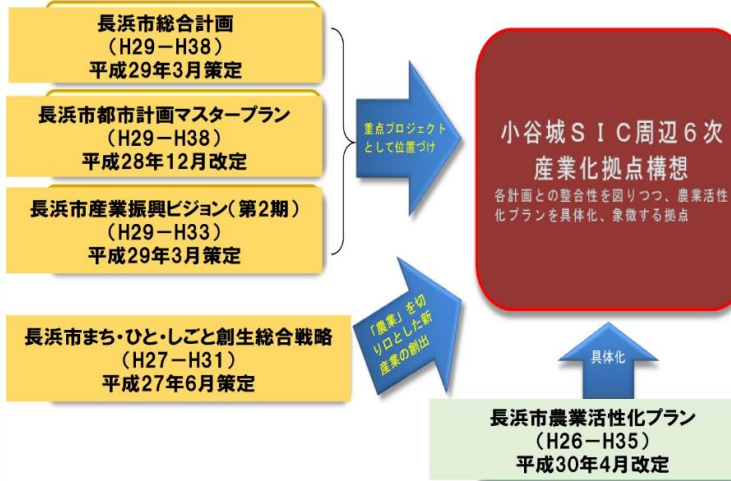 長浜市総合計画
（H29－H38）
平成29年3月策定
長浜市都市計画マスタープラン
（H29－H38）
平成28年12月改定
長浜市産業振興ビジョン（第2期）
（H29－H33）
平成29年3月策定
重点プロジェクト
として位置づけ
小谷城ＳＩＣ周辺６次
産業化拠点構想
各計画との整合性を図りつつ、農業活性
化プランを具体化、象徴する拠点
長浜市まち・ひと・しごと創生総合戦略
（H27－H31）
平成27年6月策定
「農業」を切
り口とした新
産業の創出
具体化
長浜市農業活性化プラン
（H26－H35）
平成30年4月改定